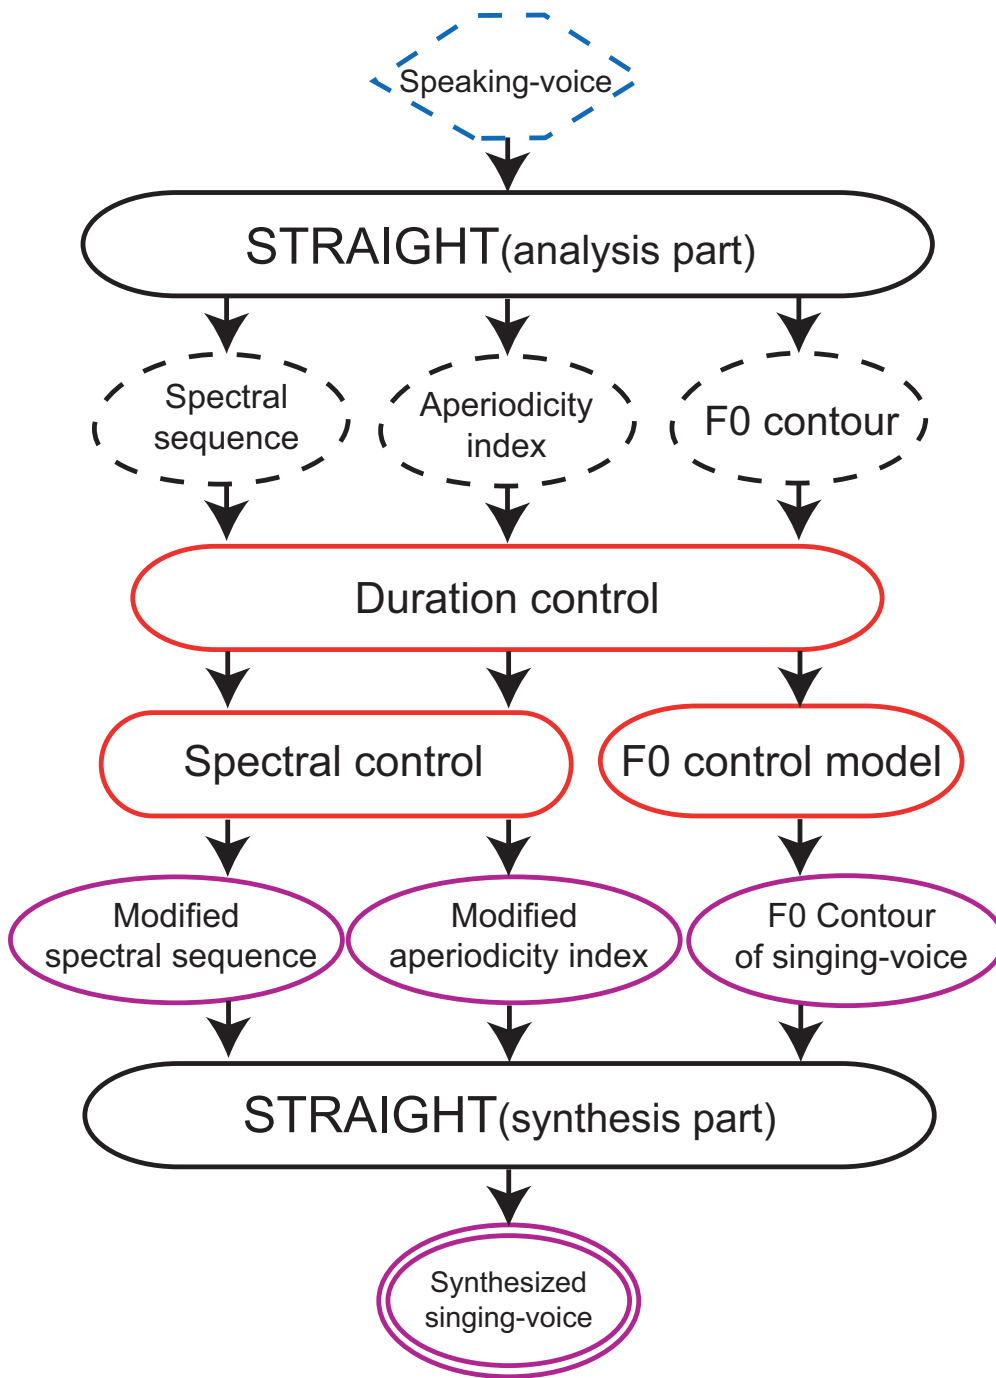 Speaking-voice
STRAIGHT(analysis part)
Spectral
sequence
Aperiodicity
index
F0 contour
Duration control
Spectral control
F0 control model
Modified
spectral sequence
Modified
aperiodicity index
F0 Contour
of singing-voice
STRAIGHT(synthesis part)
Synthesized
singing-voice